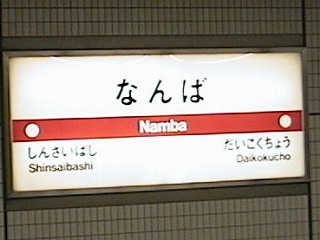 なんば
Namba
しんさいばし
Shinsaibashi
だいこくちょう
Daikokucho